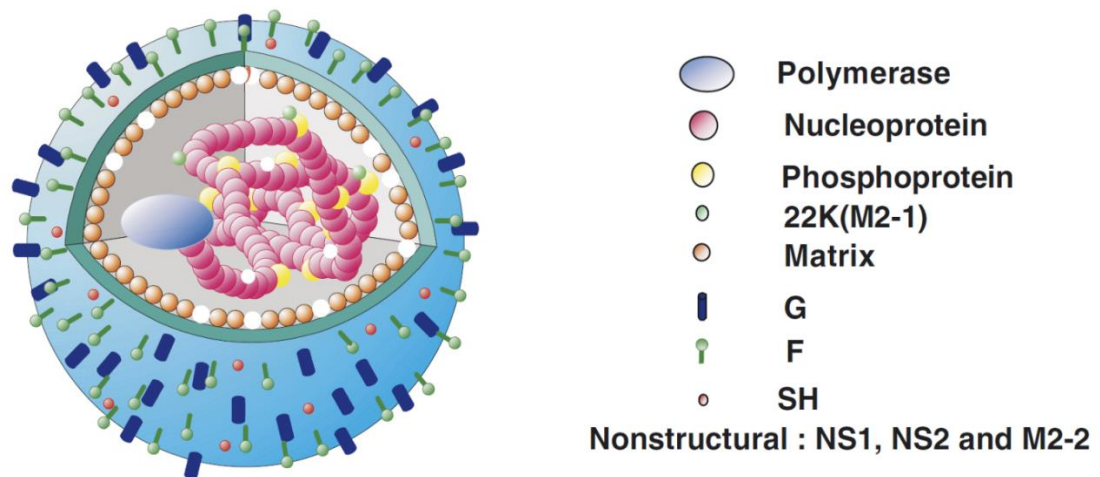 Polymerase
Nucleoprotein
Phosphoprotein
22K(M2-1)
Matrix
G
F
SH
Nonstructural : NS1, NS2 and M2-2